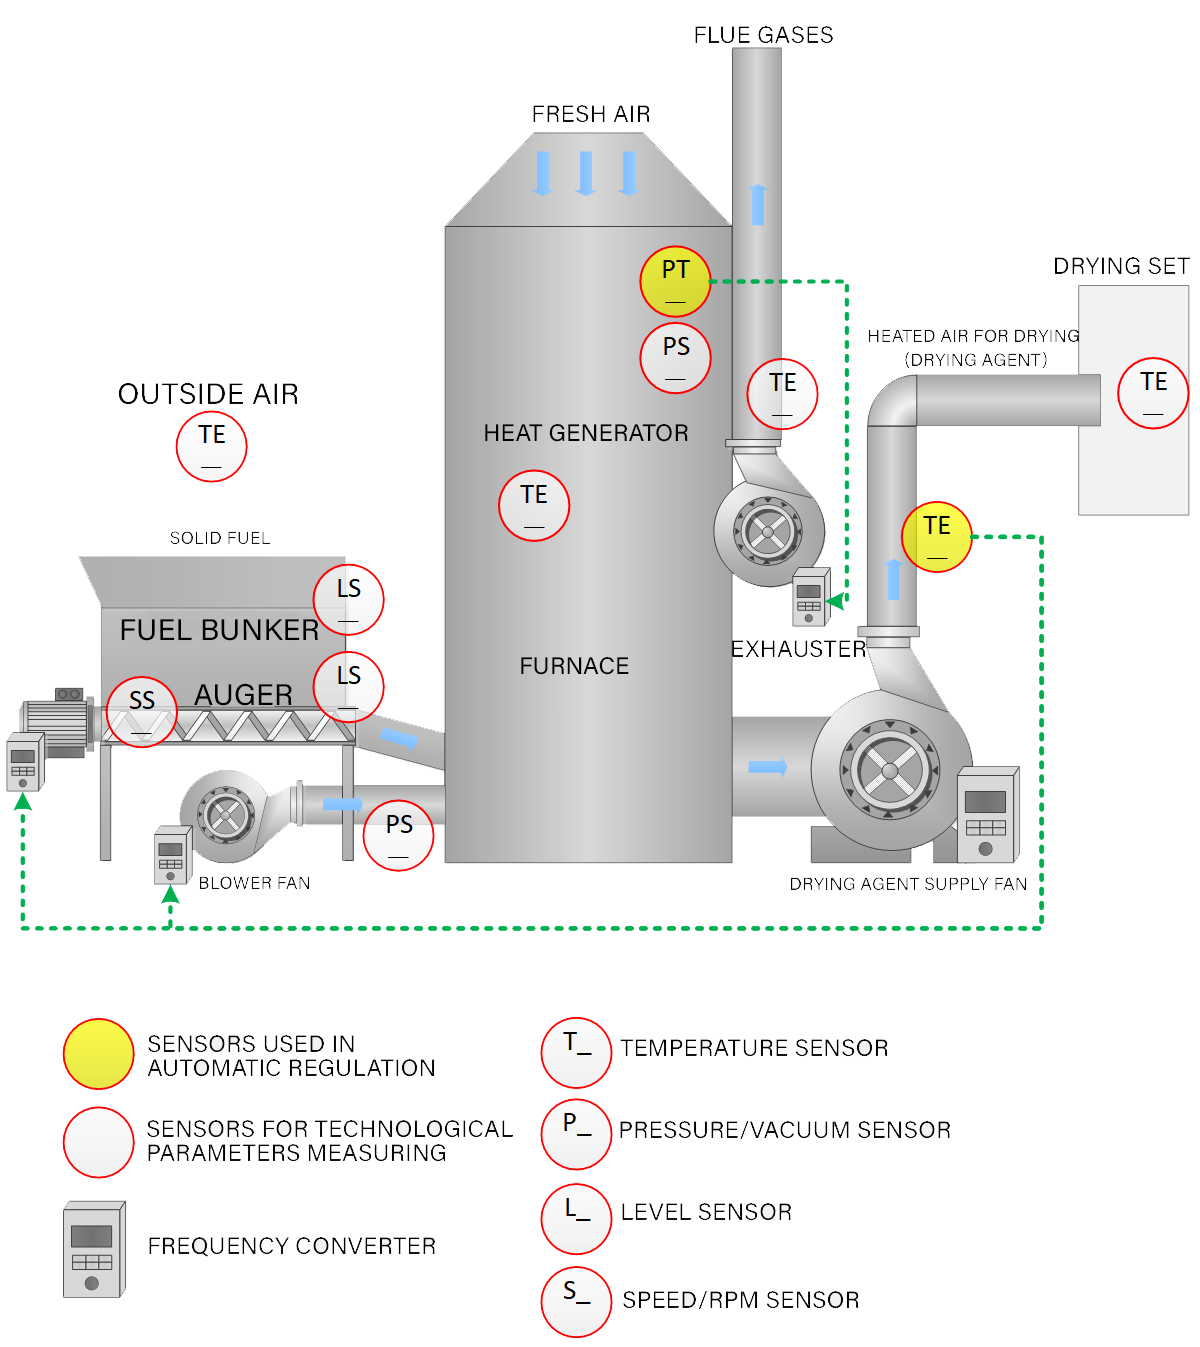 FLUE GASES
FRESH AIR
PT
_
DRYING SET
PS
_
HEATED AIR FOR DRYING
(DRYING AGENT)
TE
_
TE
_
OUTSIDE AIR
TE
_
HEAT GENERATOR
TE
_
TE
_
SOLID FUEL
LS
_
FUEL BUNKER
EXHAUSTER
FURNACE
LS
_
AUGER
SS
_
PS
_
BLOWER FAN
DRYING AGENT SUPPLY FAN
SENSORS USED IN
AUTOMATIC REGULATION
T_
TEMPERATURE SENSOR
SENSORS FOR TECHNOLOGICAL
PARAMETERS MEASURING
P_
PRESSURE/VACUUM SENSOR
L_
LEVEL SENSOR
FREQUENCY CONVERTER
S_
SPEED/RPM SENSOR